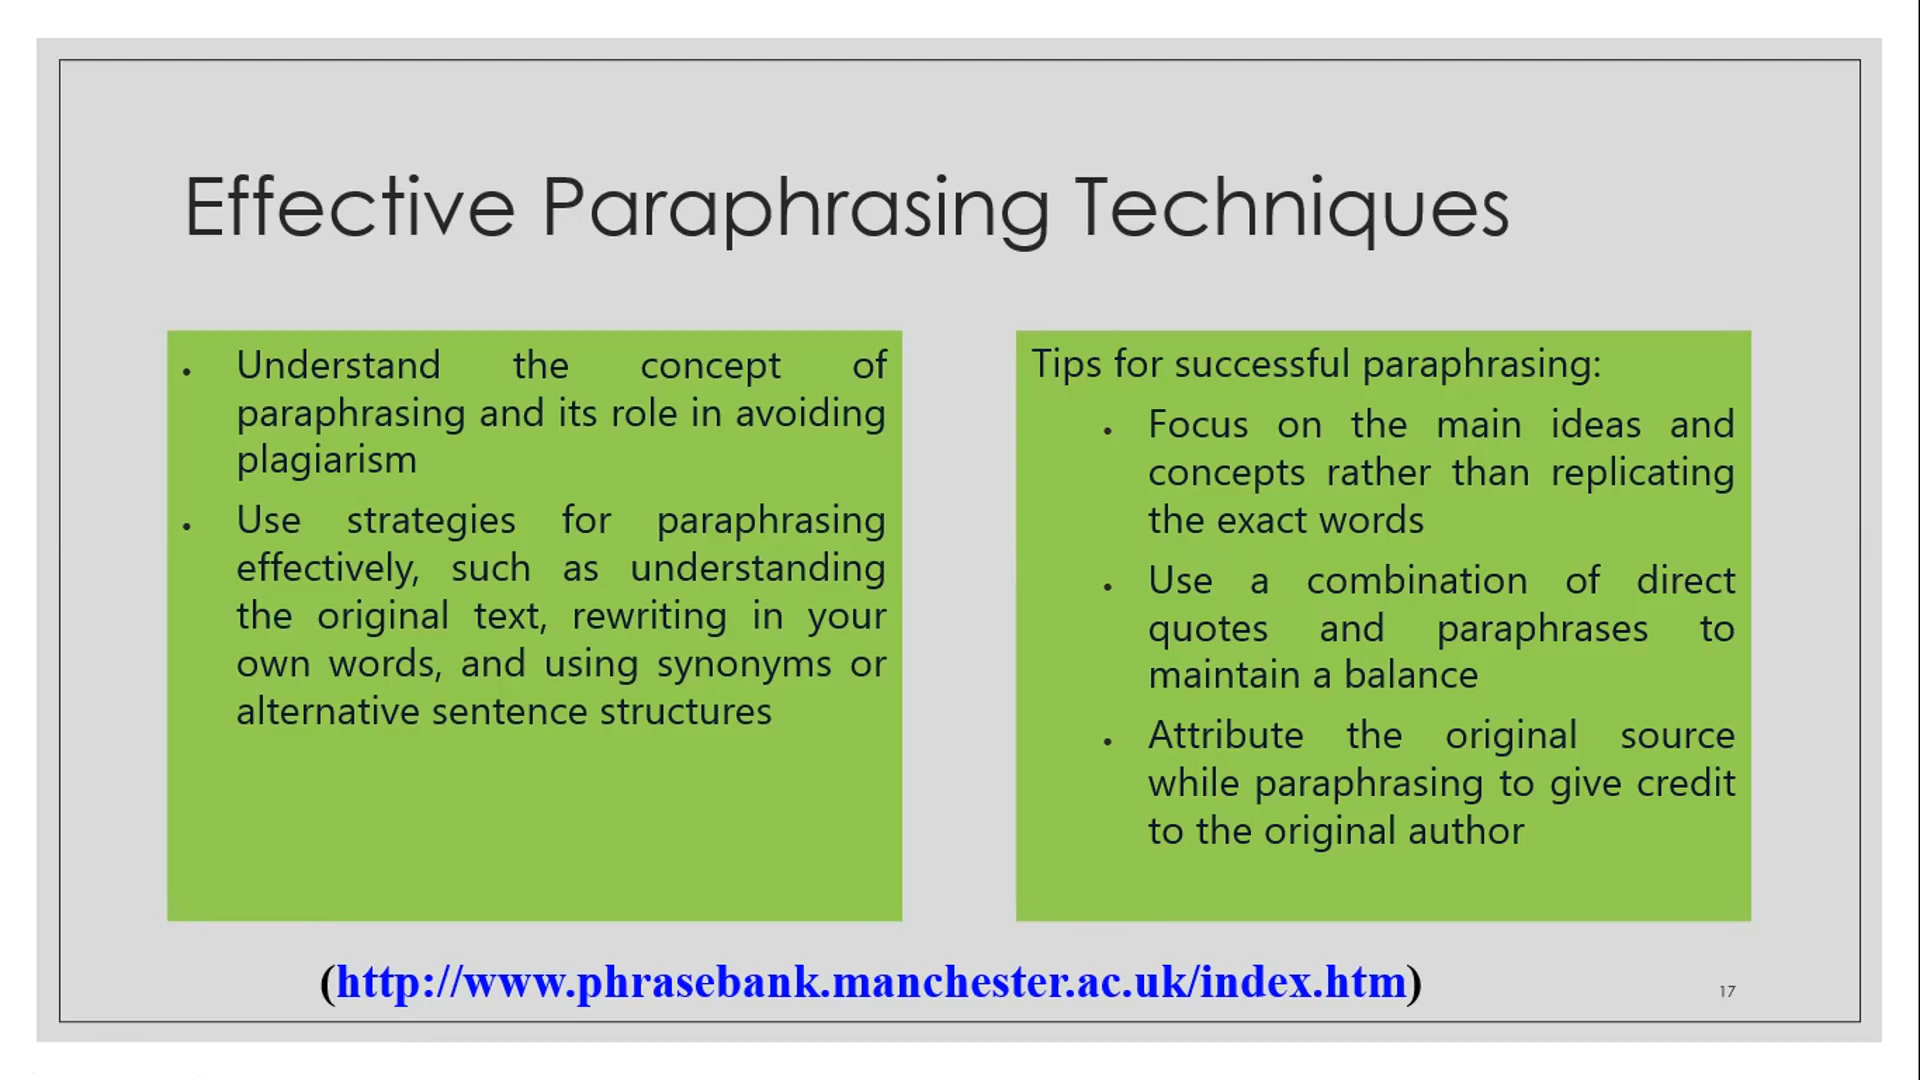 Effective Paraphrasing Techniques
• Understand the concept of
paraphrasing and its role in avoiding
plagiarism
• Use strategies for paraphrasing
effectively, such as understanding
the original text, rewriting in your
own words, and using synonyms or
alternative sentence structures
Tips for successful paraphrasing:
• Focus on the main ideas and
concepts rather than replicating
the exact words
• Use a combination of direct
quotes and paraphrases to
maintain a balance
• Attribute the original source
while paraphrasing to give credit
to the original author
(http://www.phrasebank.manchester.ac.uk/index.htm)
17